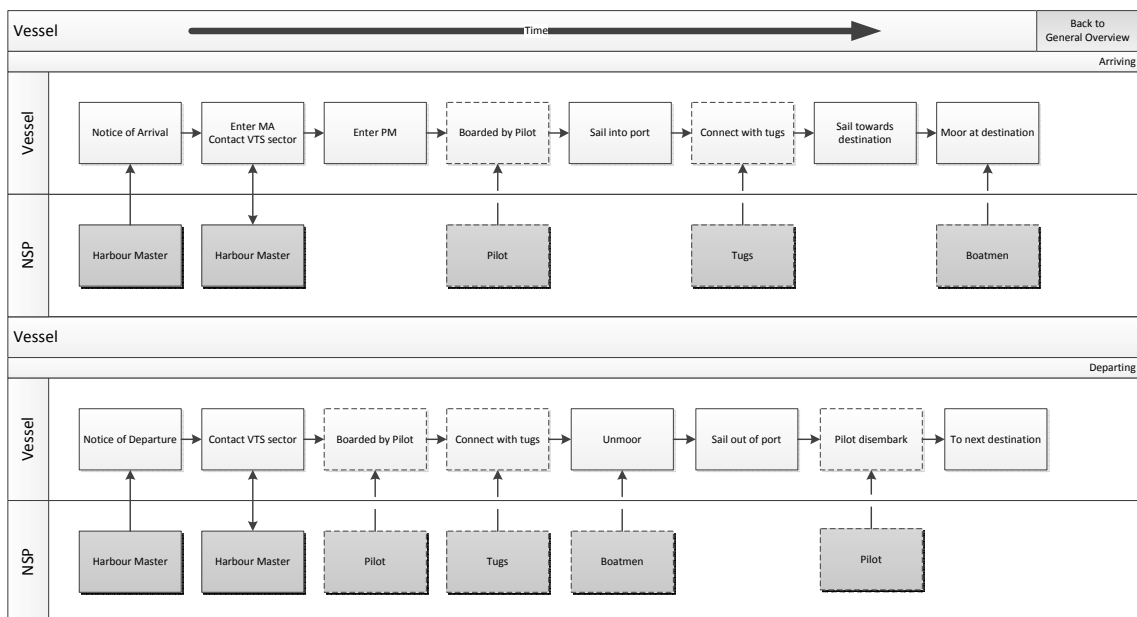 Vessel
Time
Back to
General Overview
Arriving
Vessel
Notice of Arrival
Enter MA
Contact VTS sector
Enter PM
Boarded by Pilot
Sail into port
Connect with tugs
Sail towards
destination
Moor at destination
NSP
Harbour Master
Harbour Master
Pilot
Tugs
Boatmen
Vessel
Departing
Vessel
Notice of Departure
Contact VTS sector
Boarded by Pilot
Connect with tugs
Unmoor
Sail out of port
Pilot disembark
To next destination
NSP
Harbour Master
Harbour Master
Pilot
Tugs
Boatmen
Pilot